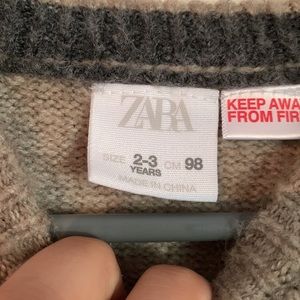 ZARA
SIZE 2-3 YEARS CM 98
MADE IN CHINA
KEEP AWA
FROM FIR